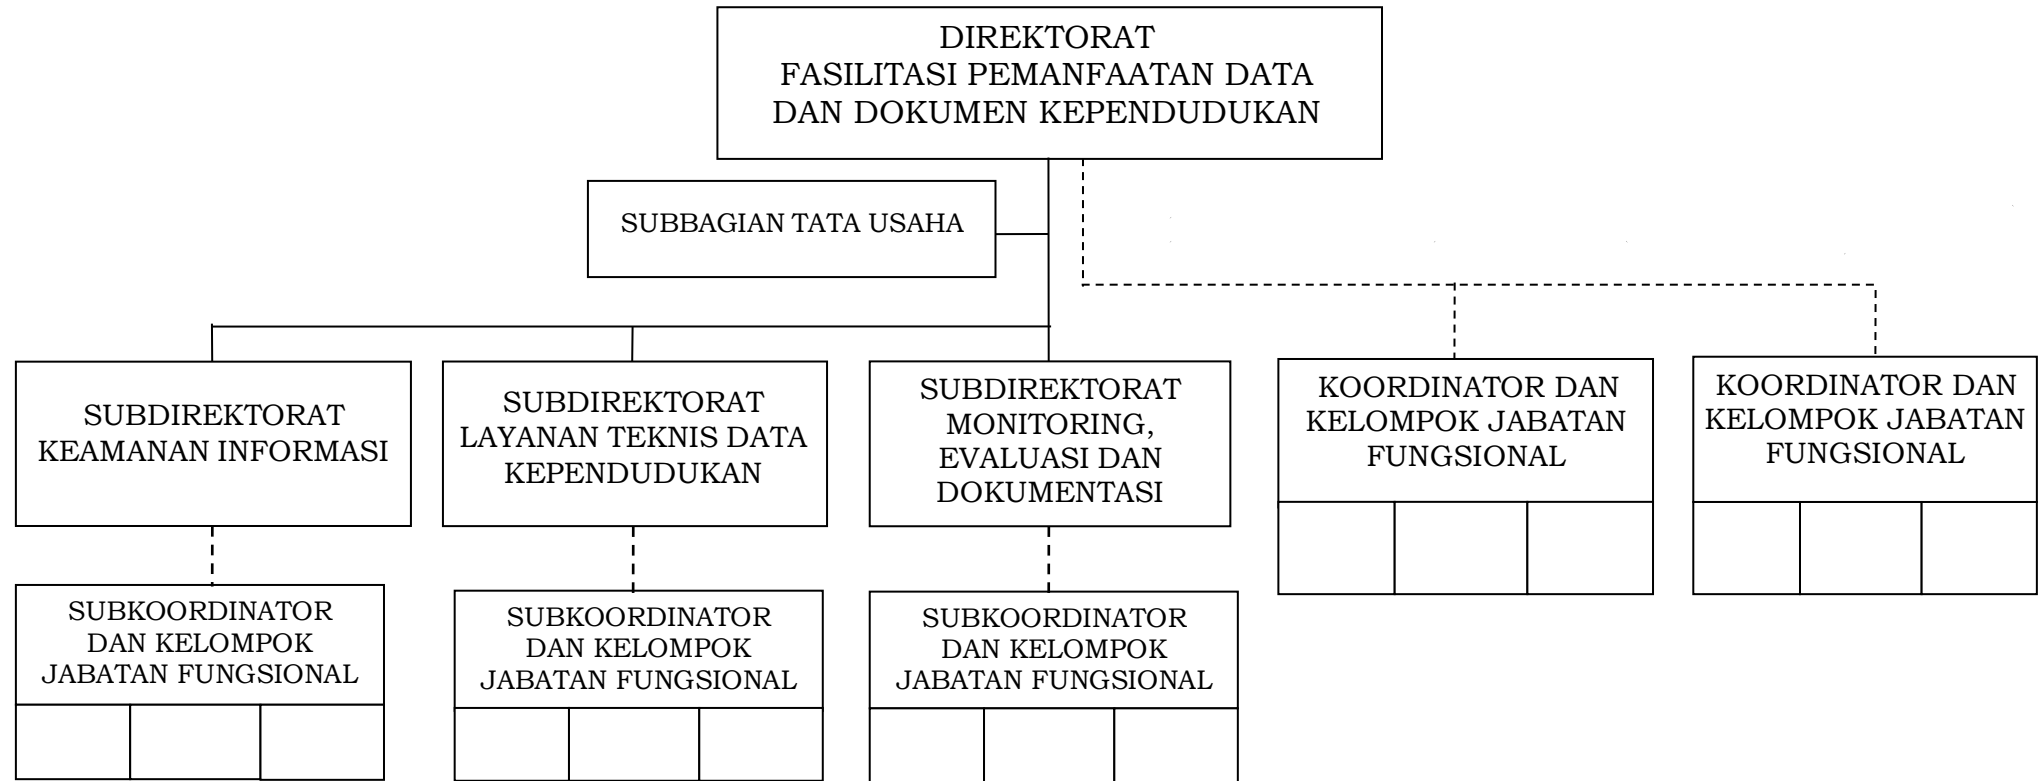 DIREKTORAT
FASILITASI PEMANFAATAN DATA
DAN DOKUMEN KEPENDUDUKAN
SUBBAGIAN TATA USAHA
SUBDIREKTORAT
KEAMANAN INFORMASI
SUBDIREKTORAT
LAYANAN TEKNIS DATA
KEPENDUDUKAN
SUBDIREKTORAT
MONITORING,
EVALUASI DAN
DOKUMENTASI
KOORDINATOR DAN
KELOMPOK JABATAN
FUNGSIONAL
KOORDINATOR DAN
KELOMPOK JABATAN
FUNGSIONAL
SUBKOORDINATOR
DAN KELOMPOK
JABATAN FUNGSIONAL
SUBKOORDINATOR
DAN KELOMPOK
JABATAN FUNGSIONAL
SUBKOORDINATOR
DAN KELOMPOK
JABATAN FUNGSIONAL